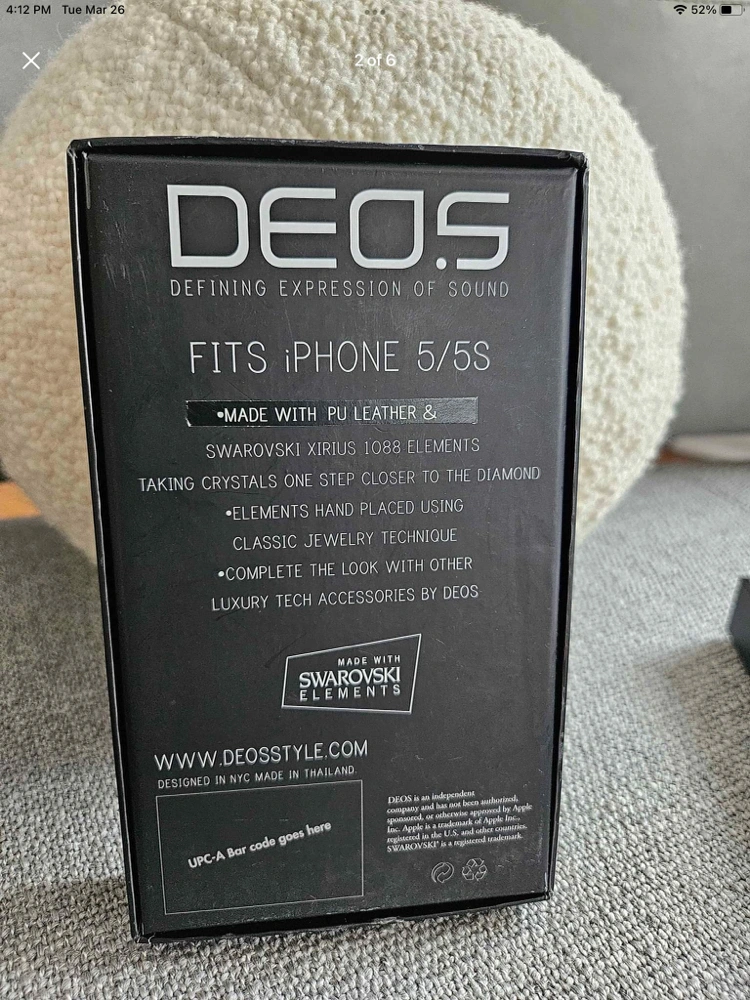 4:12 PM Tue Mar 26
52%
2 of 6
DEO.S
DEFINING EXPRESSION OF SOUND
FITS iPHONE 5/5S
•MADE WITH PU LEATHER &
SWAROVSKI XIRIUS 1088 ELEMENTS
TAKING CRYSTALS ONE STEP CLOSER TO THE DIAMOND
•ELEMENTS HAND PLACED USING
CLASSIC JEWELRY TECHNIQUE
•COMPLETE THE LOOK WITH OTHER
LUXURY TECH ACCESSORIES BY DEOS
MADE WITH
SWAROVSKI
ELEMENTS
WWW.DEOSSTYLE.COM
DESIGNED IN NYC MADE IN THAILAND.
UPC-A Bar code goes here
DEOS is an independent
company and has not been authorized,
sponsored, or otherwise approved by Apple
Inc. Apple is a trademark of Apple Inc.,
registered in the U.S. and other countries.
SWAROVSKI® is a registered trademark.